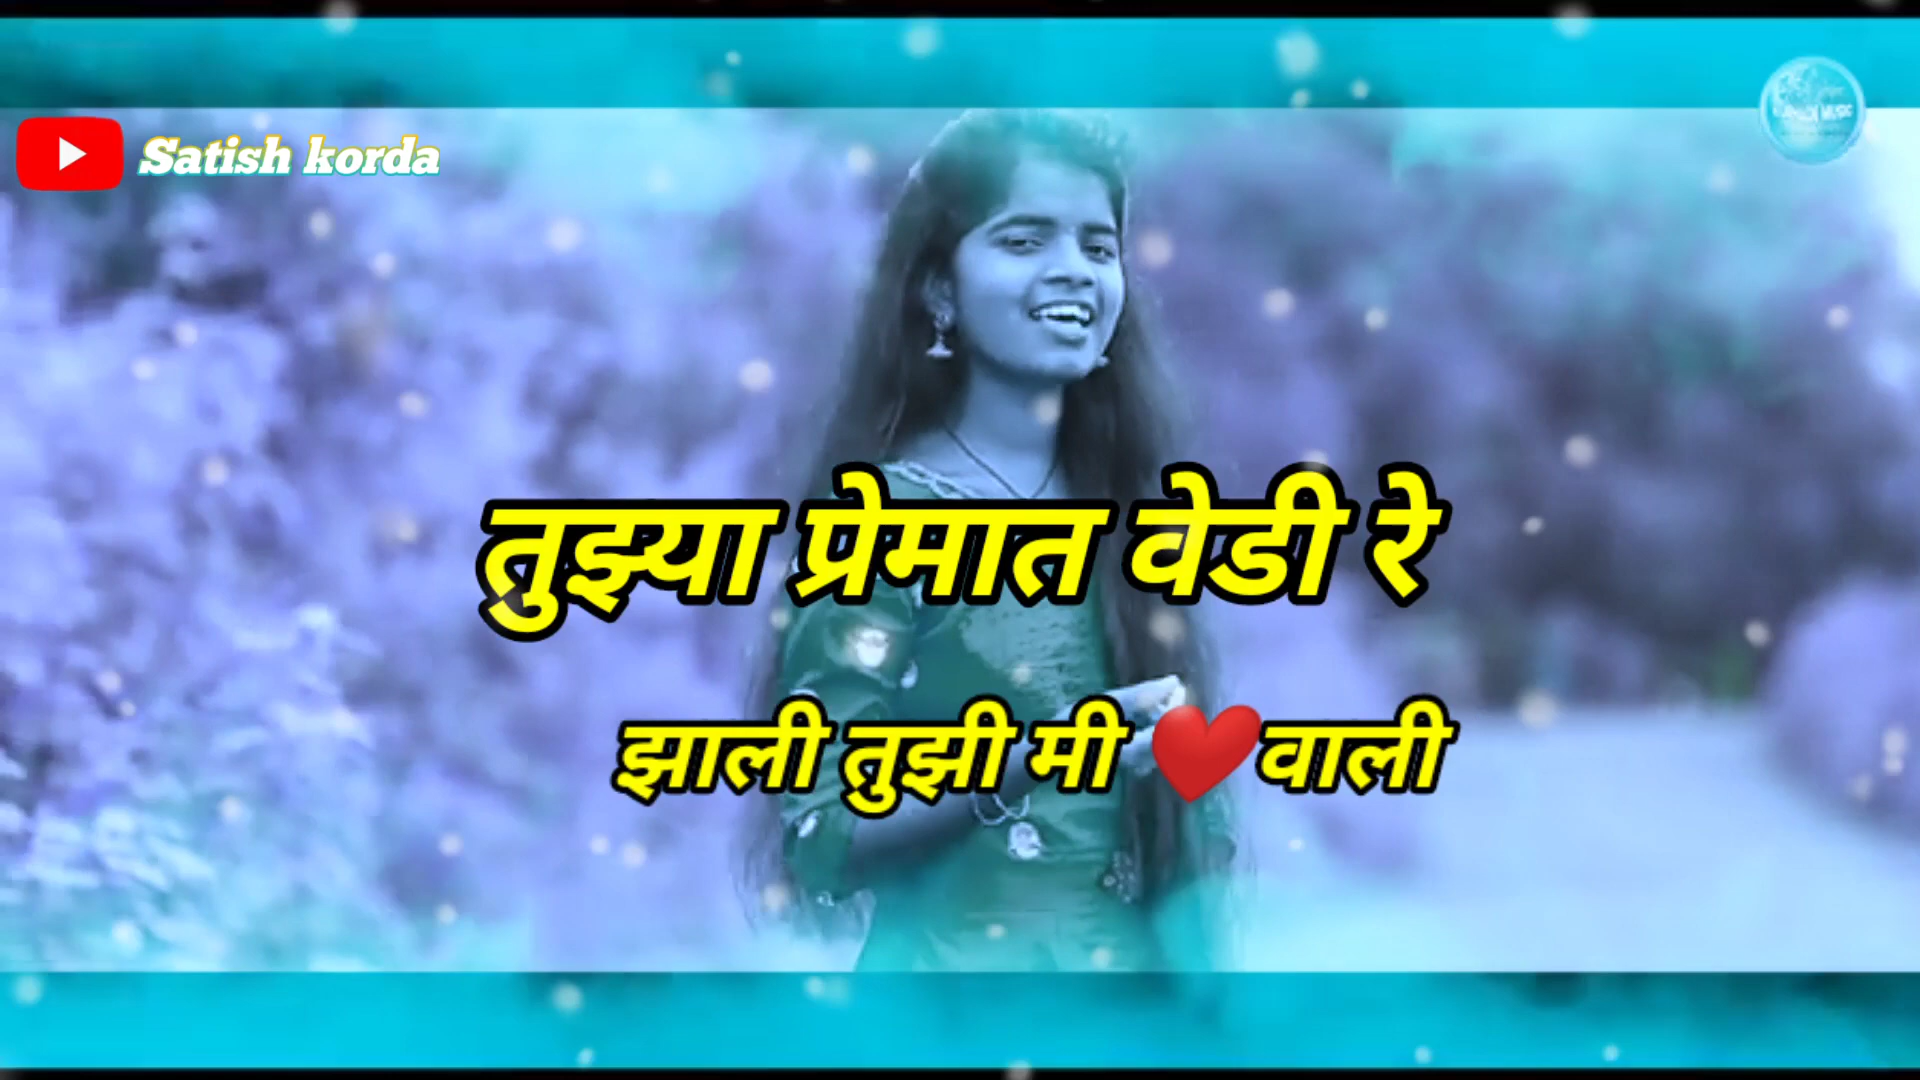 Satish korda
तुझ्या प्रेमात वेडी रे
झाली तुझी मी ❤️वाली